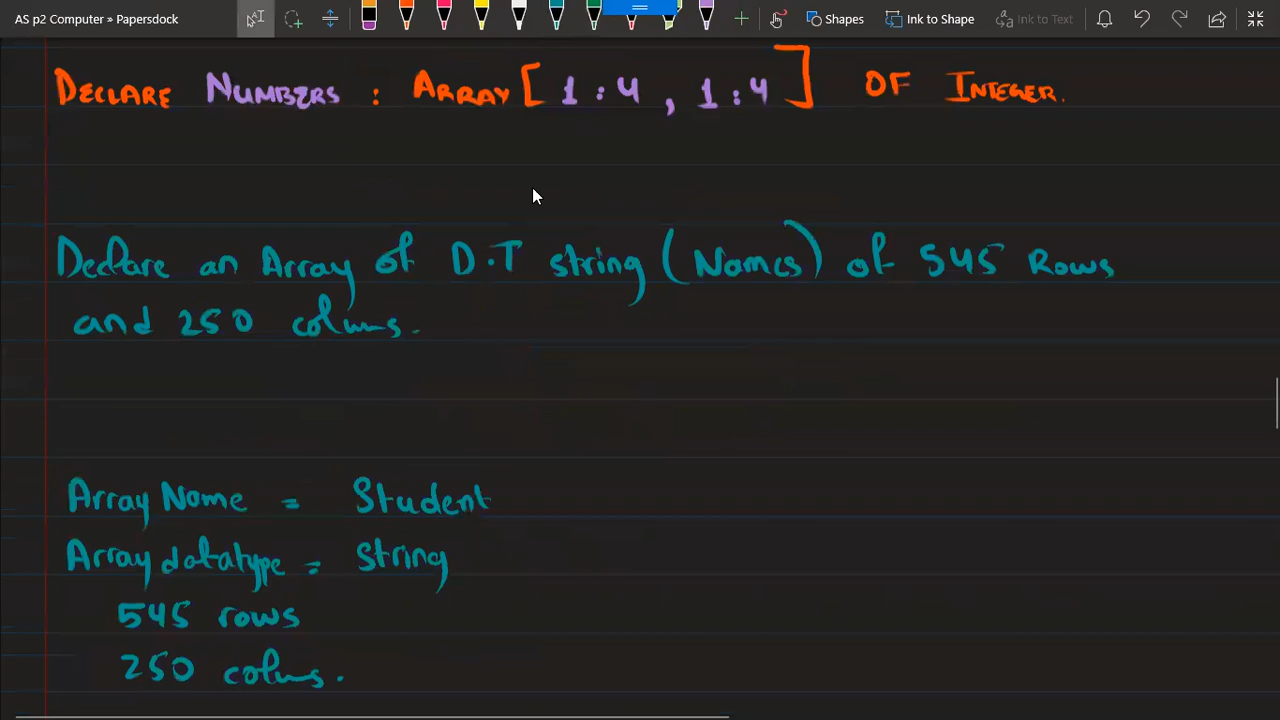 AS p2 Computer » Papersdock
Shapes
Ink to Shape
Ink to Text
DECLARE NUMBERS : ARRAY [ 1 : 4 , 1 : 4 ] OF INTEGER.
Declare an Array of D.T string (Names) of 545 Rows
and 250 colums.
Array Name = Student
Array datatype = String
545 rows
250 colums.